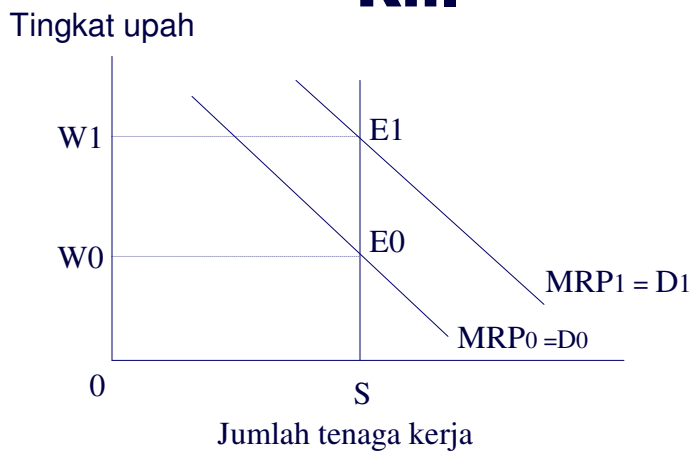 Tingkat upah
W1
E1
W0
E0
MRP1 = D1
MRP0 =D0
0
S
Jumlah tenaga kerja